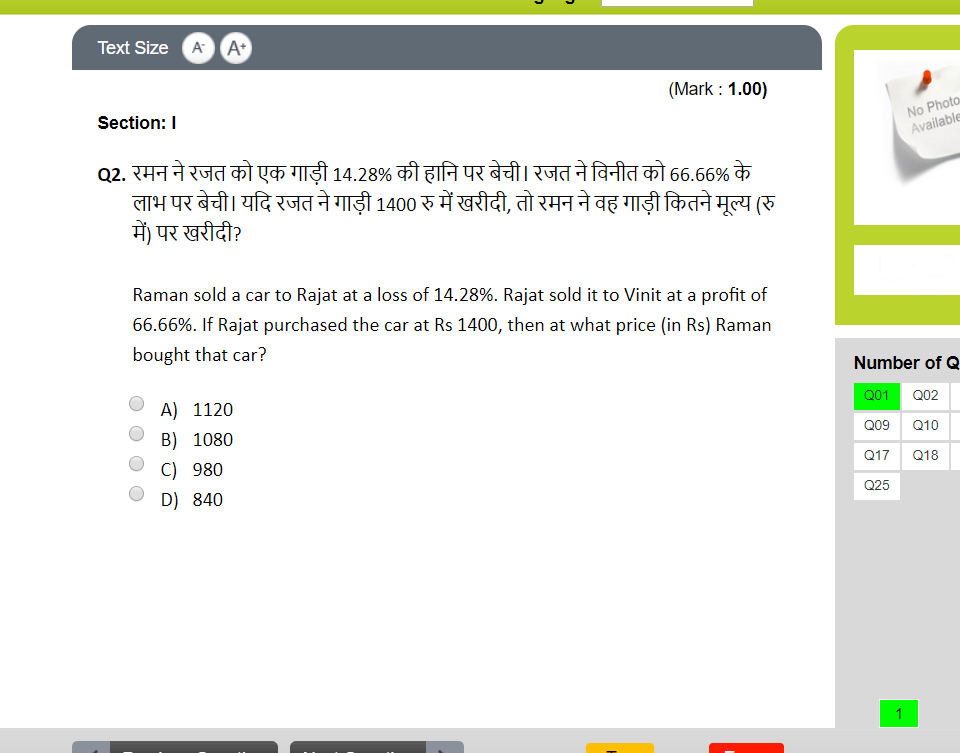 Text Size A- A+
(Mark : 1.00)
Section: I
Q2. रमन ने रजत को एक गाड़ी 14.28% की हानि पर बेची। रजत ने विनीत को 66.66% के
लाभ पर बेची। यदि रजत ने गाड़ी 1400 रु में खरीदी, तो रमन ने वह गाड़ी कितने मूल्य (रु
में) पर खरीदी?
Raman sold a car to Rajat at a loss of 14.28%. Rajat sold it to Vinit at a profit of
66.66%. If Rajat purchased the car at Rs 1400, then at what price (in Rs) Raman
bought that car?
A) 1120
B) 1080
C) 980
D) 840
No Photo
Available
Number of Q
Q01 Q02
Q09 Q10
Q17 Q18
Q25
1